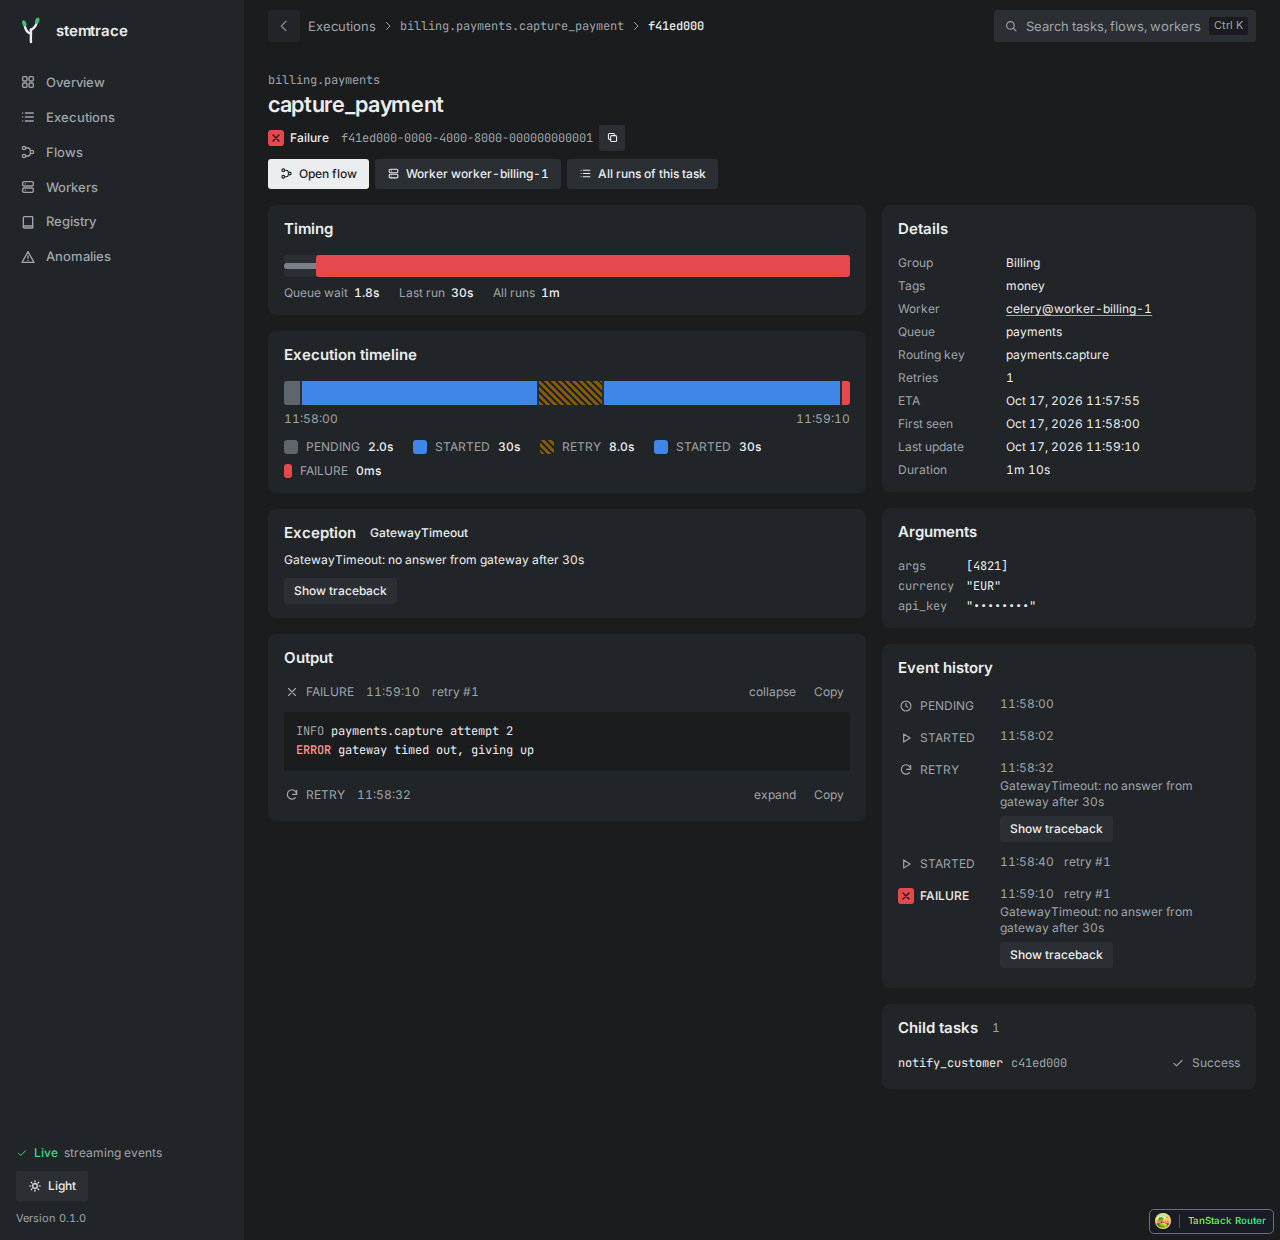 stemtrace
Overview
Executions
Flows
Workers
Registry
Anomalies
Live streaming events
Light
Version 0.1.0
Executions > billing.payments.capture_payment > f41ed000
Search tasks, flows, workers Ctrl K
billing.payments
capture_payment
Failure f41ed000-0000-4000-8000-000000000001
Open flow Worker worker-billing-1 All runs of this task
Timing
Queue wait 1.8s Last run 30s All runs 1m
Execution timeline
11:58:00 11:59:10
PENDING 2.0s STARTED 30s RETRY 8.0s STARTED 30s
FAILURE 0ms
Exception GatewayTimeout
GatewayTimeout: no answer from gateway after 30s
Show traceback
Output
FAILURE 11:59:10 retry #1 collapse Copy
INFO payments.capture attempt 2
ERROR gateway timed out, giving up
RETRY 11:58:32 expand Copy
Details
Group Billing
Tags money
Worker celery@worker-billing-1
Queue payments
Routing key payments.capture
Retries 1
ETA Oct 17, 2026 11:57:55
First seen Oct 17, 2026 11:58:00
Last update Oct 17, 2026 11:59:10
Duration 1m 10s
Arguments
args [4821]
currency "EUR"
api_key "••••••••"
Event history
PENDING 11:58:00
STARTED 11:58:02
RETRY 11:58:32
GatewayTimeout: no answer from
gateway after 30s
Show traceback
STARTED 11:58:40 retry #1
FAILURE 11:59:10 retry #1
GatewayTimeout: no answer from
gateway after 30s
Show traceback
Child tasks 1
notify_customer c41ed000 Success
TanStack Router